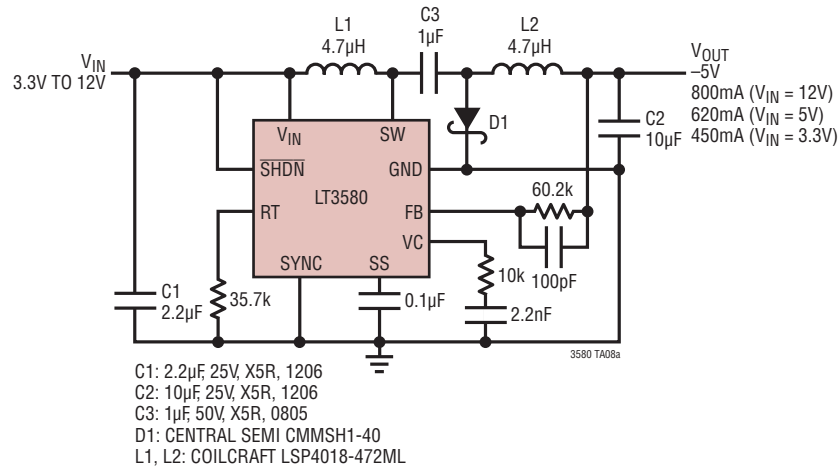 L1
4.7µH
C3
1µF
L2
4.7µH
VIN
3.3V TO 12V
VOUT
–5V
800mA (VIN = 12V)
620mA (VIN = 5V)
450mA (VIN = 3.3V)
D1
C2
10µF
VIN
SW
SHDN
GND
LT3580
RT
FB
VC
SYNC
SS
60.2k
100pF
C1
2.2µF
35.7k
0.1µF
10k
2.2nF
3580 TA08a
C1: 2.2µF, 25V, X5R, 1206
C2: 10µF, 25V, X5R, 1206
C3: 1µF, 50V, X5R, 0805
D1: CENTRAL SEMI CMMSH1-40
L1, L2: COILCRAFT LSP4018-472ML